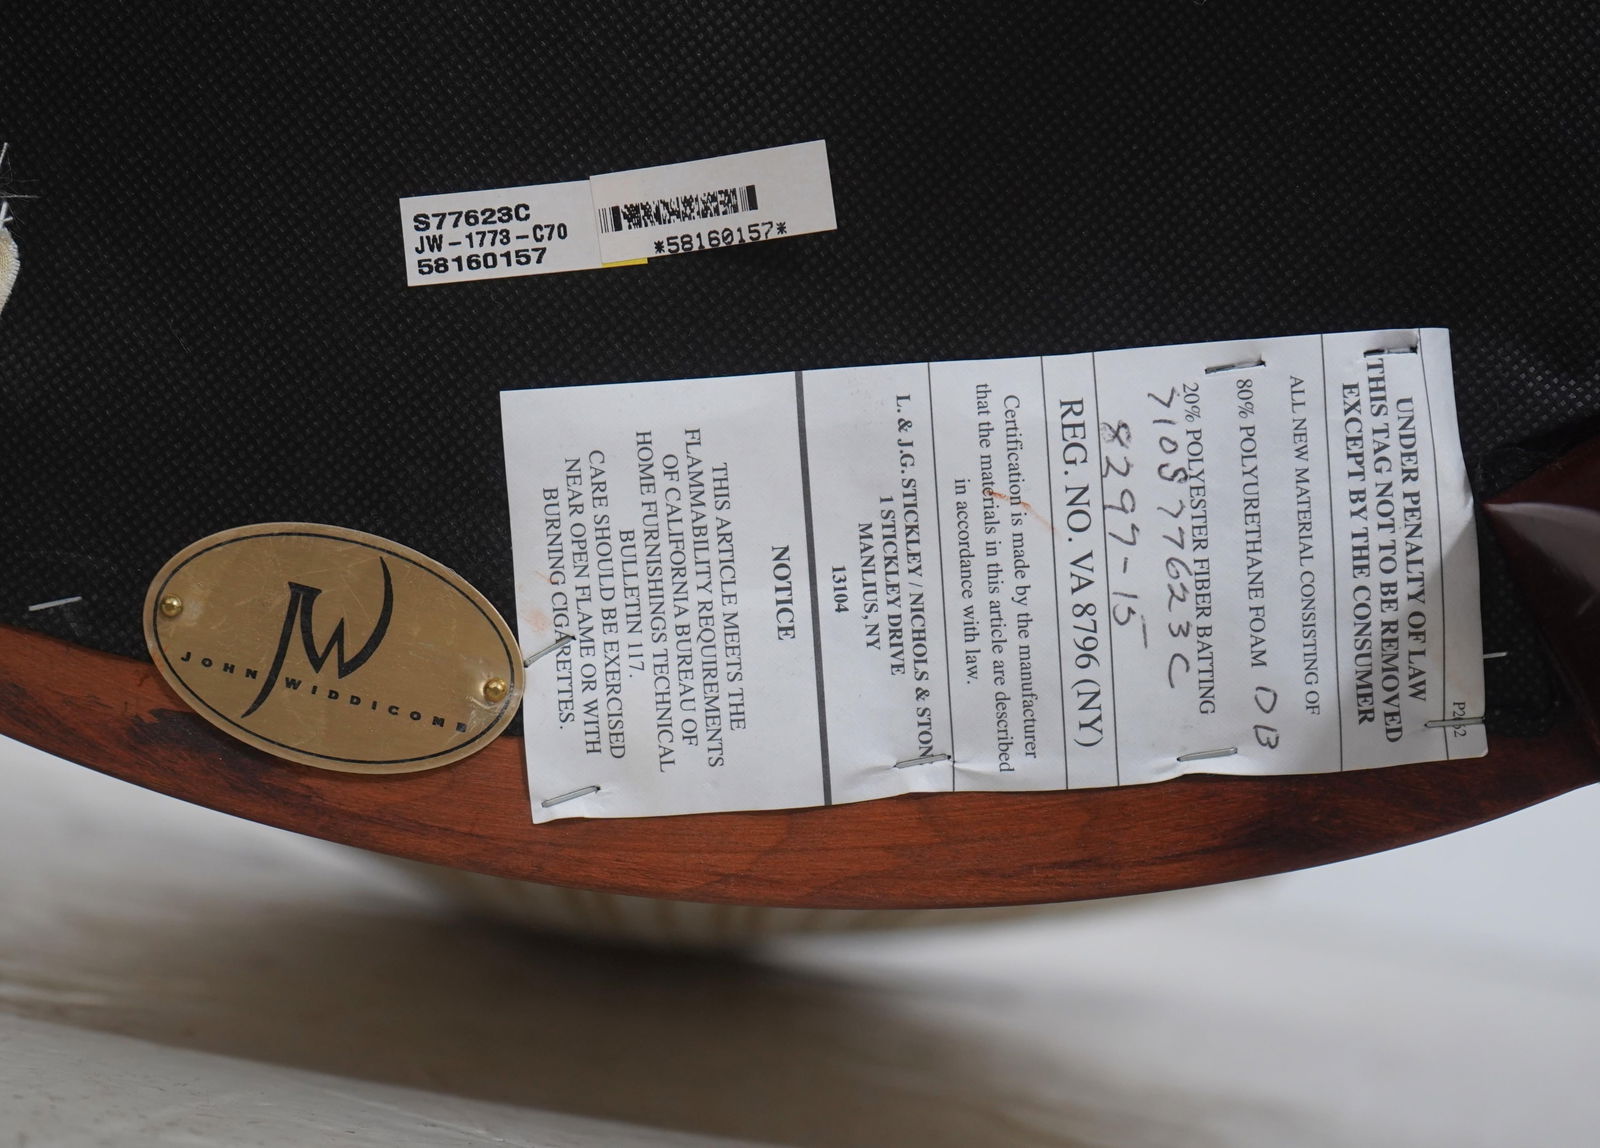 S77623C
JW-1773-C70
58160157
*58160157*
JW
JOHN WIDDICOMB
P2462
UNDER PENALTY OF LAW
THIS TAG NOT TO BE REMOVED
EXCEPT BY THE CONSUMER
ALL NEW MATERIAL CONSISTING OF
80% POLYURETHANE FOAM
20% POLYESTER FIBER BATTING
8297-15
REG. NO. VA 8796 (NY)
Certification is made by the manufacturer
that the materials in this article are described
in accordance with law.
L. & J.G. STICKLEY / NICHOLS & STON
1 STICKLEY DRIVE
MANLIUS, NY
13104
NOTICE
THIS ARTICLE MEETS THE
FLAMMABILITY REQUIREMENTS
OF CALIFORNIA BUREAU OF
HOME FURNISHINGS TECHNICAL
BULLETIN 117.
CARE SHOULD BE EXERCISED
NEAR OPEN FLAME OR WITH
BURNING CIGARETTES.